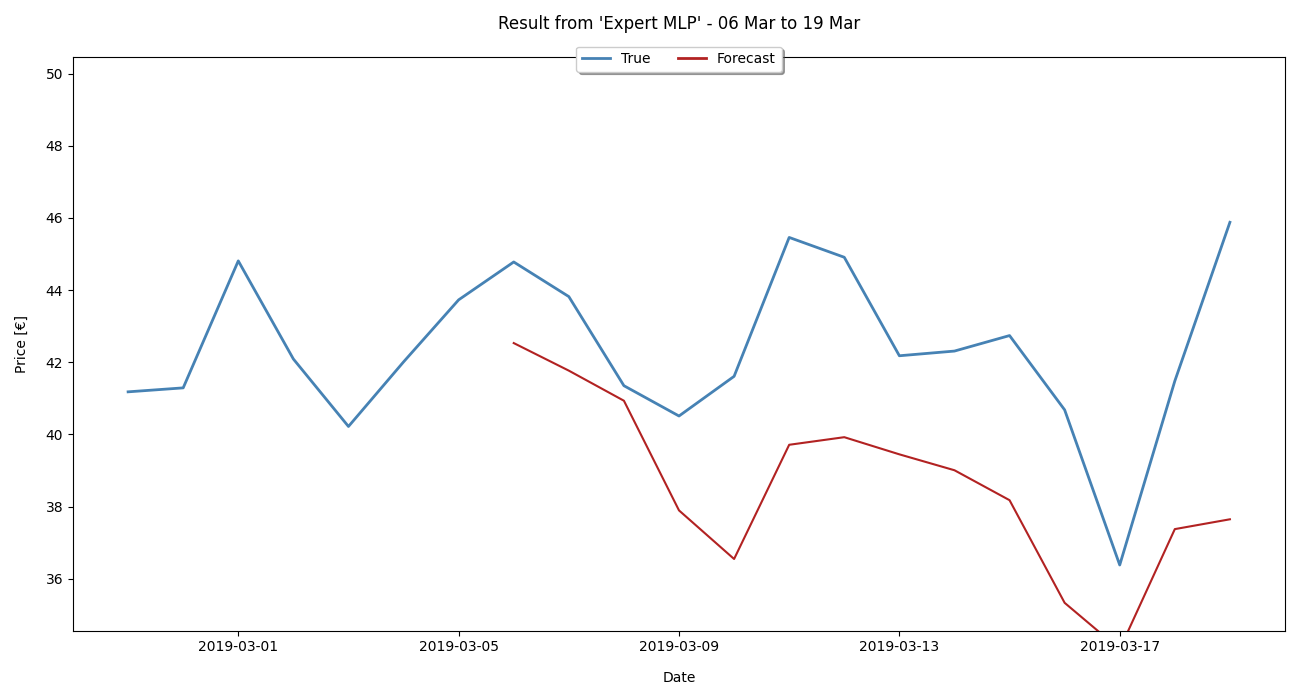 Result from 'Expert MLP' - 06 Mar to 19 Mar
True Forecast
50
48
46
44
42
40
38
36
Price [€]
2019-03-01 2019-03-05 2019-03-09 2019-03-13 2019-03-17
Date